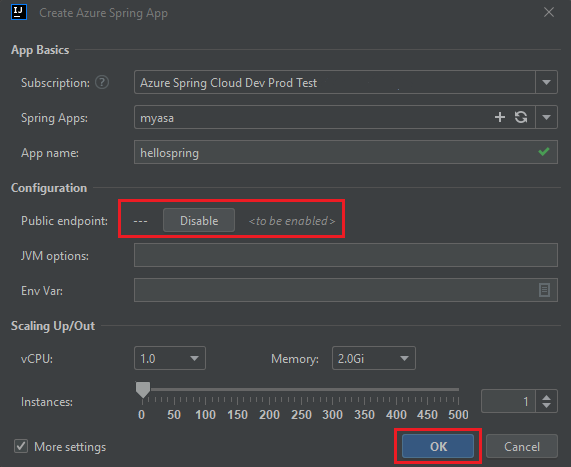 IJ Create Azure Spring App
App Basics
Subscription: ? Azure Spring Cloud Dev Prod Test
Spring Apps: myasa
App name: hellospring
Configuration
Public endpoint: --- Disable <to be enabled>
JVM options:
Env Var:
Scaling Up/Out
vCPU: 1.0 Memory: 2.0Gi
Instances: 1
0 50 100 150 200 250 300 350 400 450 500
More settings OK Cancel